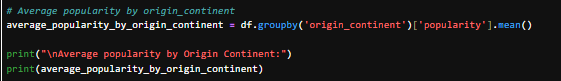 # Average popularity by origin_continent
average_popularity_by_origin_continent = df.groupby('origin_continent')['popularity'].mean()
print("\nAverage popularity by Origin Continent:")
print(average_popularity_by_origin_continent)